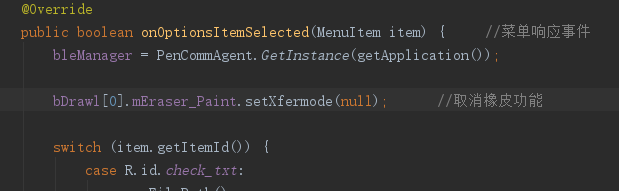 @Override
public boolean onOptionsItemSelected(MenuItem item) {     //菜单响应事件
    bleManager = PenCommAgent.GetInstance(getApplication());
    bDrawl[0].mEraser_Paint.setXfermode(null);      //取消橡皮功能
    switch (item.getItemId()) {
        case R.id.check_txt: